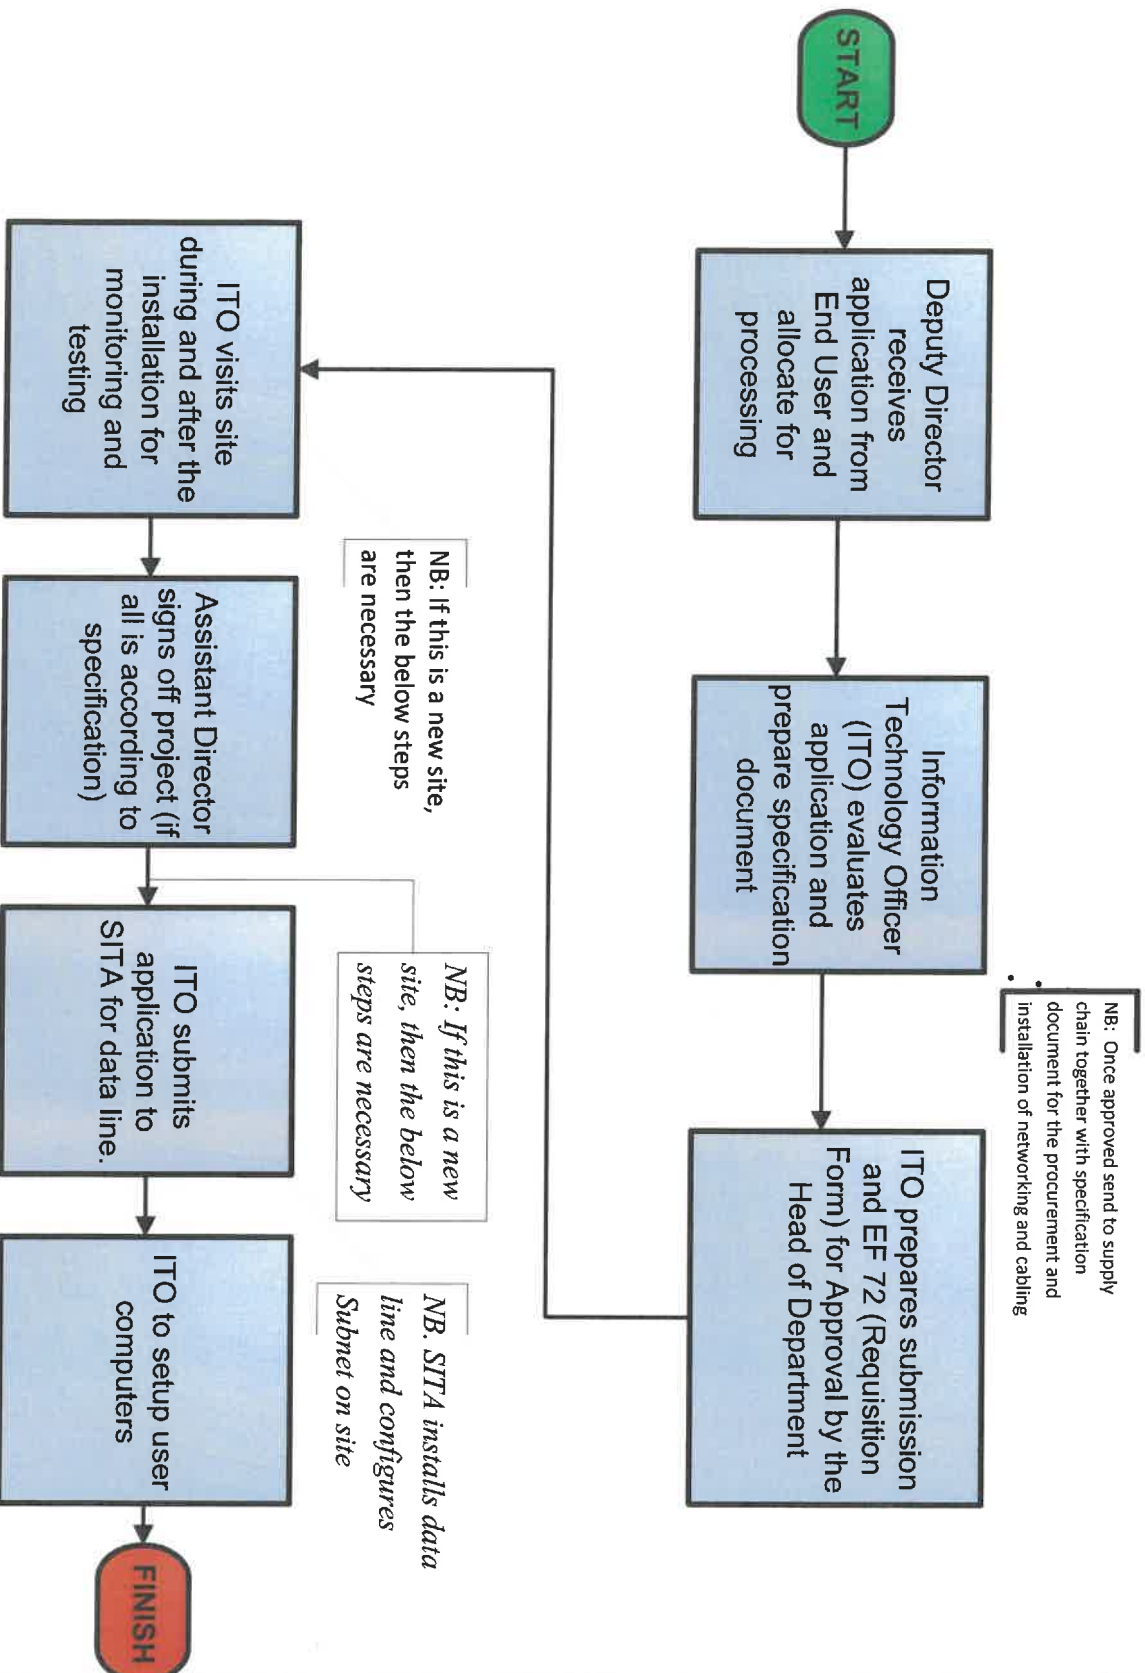 START
Deputy Director
receives
application from
End User and
allocate for
processing
Information
Technology Officer
(ITO) evaluates
application and
prepare specification
document
NB:  Once approved send to supply
chain together with specification
document for the procurement and
installation of networking and cabling
ITO prepares submission
and EF 72 (Requisition
Form) for Approval by the
Head of Department
ITO visits site
during and after the
installation for
monitoring and
testing
NB: If this is a new site,
then the below steps
are necessary
Assistant Director
signs off project (if
all is according to
specification)
NB: If this is a new
site, then the below
steps are necessary
ITO submits
application to
SITA for data line.
NB. SITA installs data
line and configures
Subnet on site
ITO to setup user
computers
FINISH